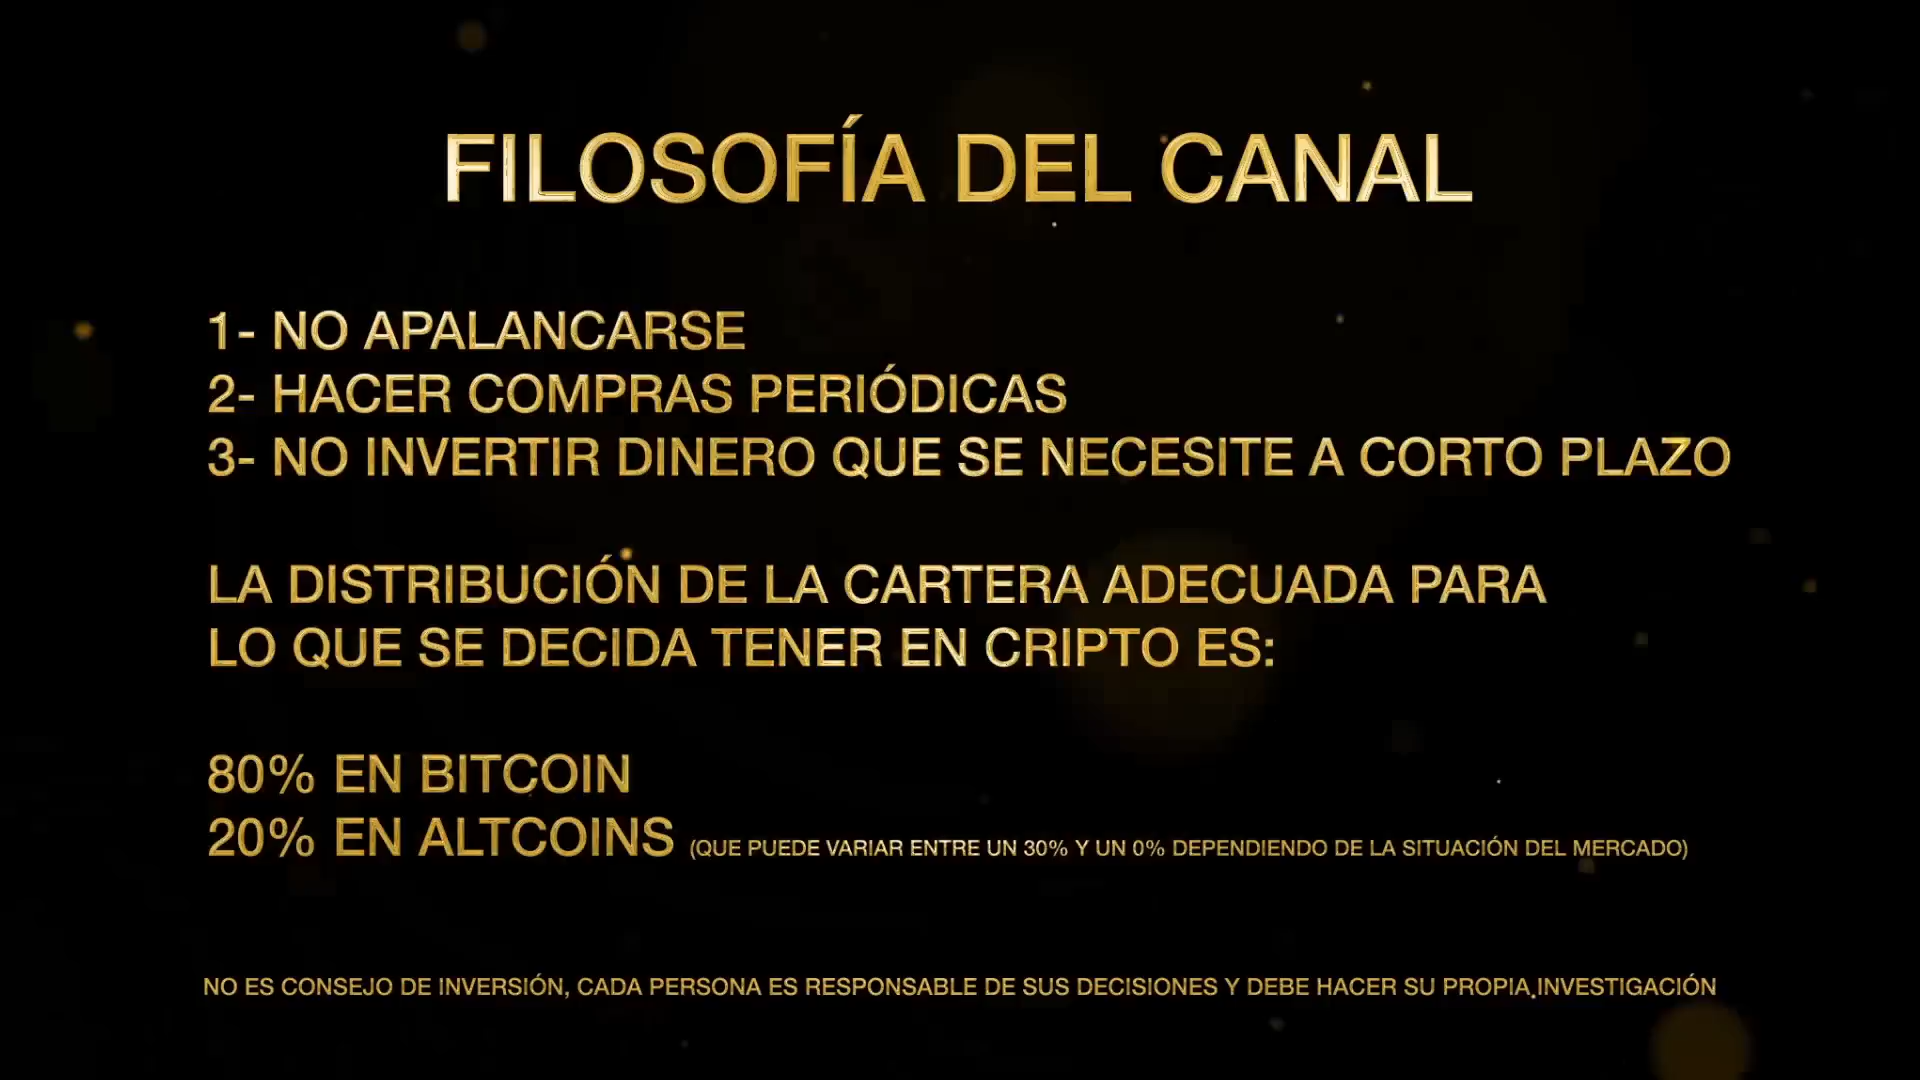 FILOSOFÍA DEL CANAL
1- NO APALANCARSE
2- HACER COMPRAS PERIÓDICAS
3- NO INVERTIR DINERO QUE SE NECESITE A CORTO PLAZO
LA DISTRIBUCIÓN DE LA CARTERA ADECUADA PARA
LO QUE SE DECIDA TENER EN CRIPTO ES:
80% EN BITCOIN
20% EN ALTCOINS (QUE PUEDE VARIAR ENTRE UN 30% Y UN 0% DEPENDIENDO DE LA SITUACIÓN DEL MERCADO)
NO ES CONSEJO DE INVERSIÓN, CADA PERSONA ES RESPONSABLE DE SUS DECISIONES Y DEBE HACER SU PROPIA INVESTIGACIÓN